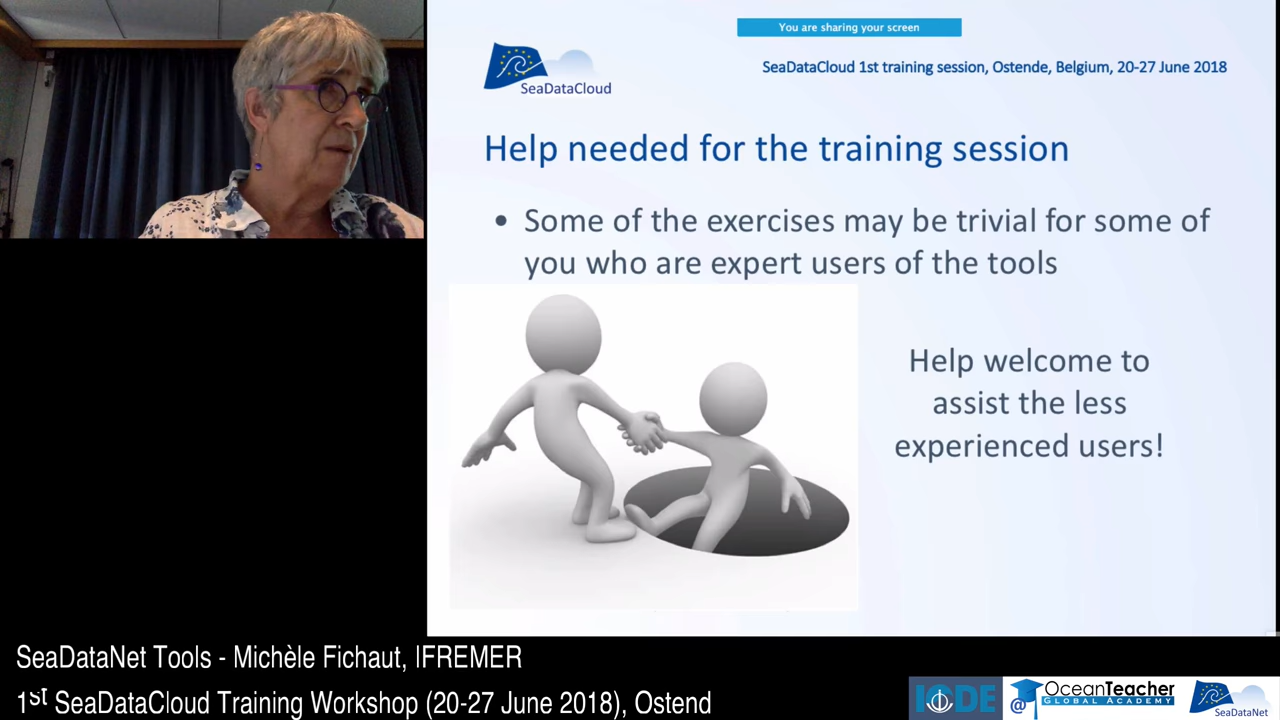 You are sharing your screen
SeaDataCloud
SeaDataCloud 1st training session, Ostende, Belgium, 20-27 June 2018
Help needed for the training session
• Some of the exercises may be trivial for some of
you who are expert users of the tools
Help welcome to
assist the less
experienced users!
SeaDataNet Tools - Michèle Fichaut, IFREMER
1st SeaDataCloud Training Workshop (20-27 June 2018), Ostend
IODE
@
OceanTeacher
GLOBAL ACADEMY
SeaDataNet